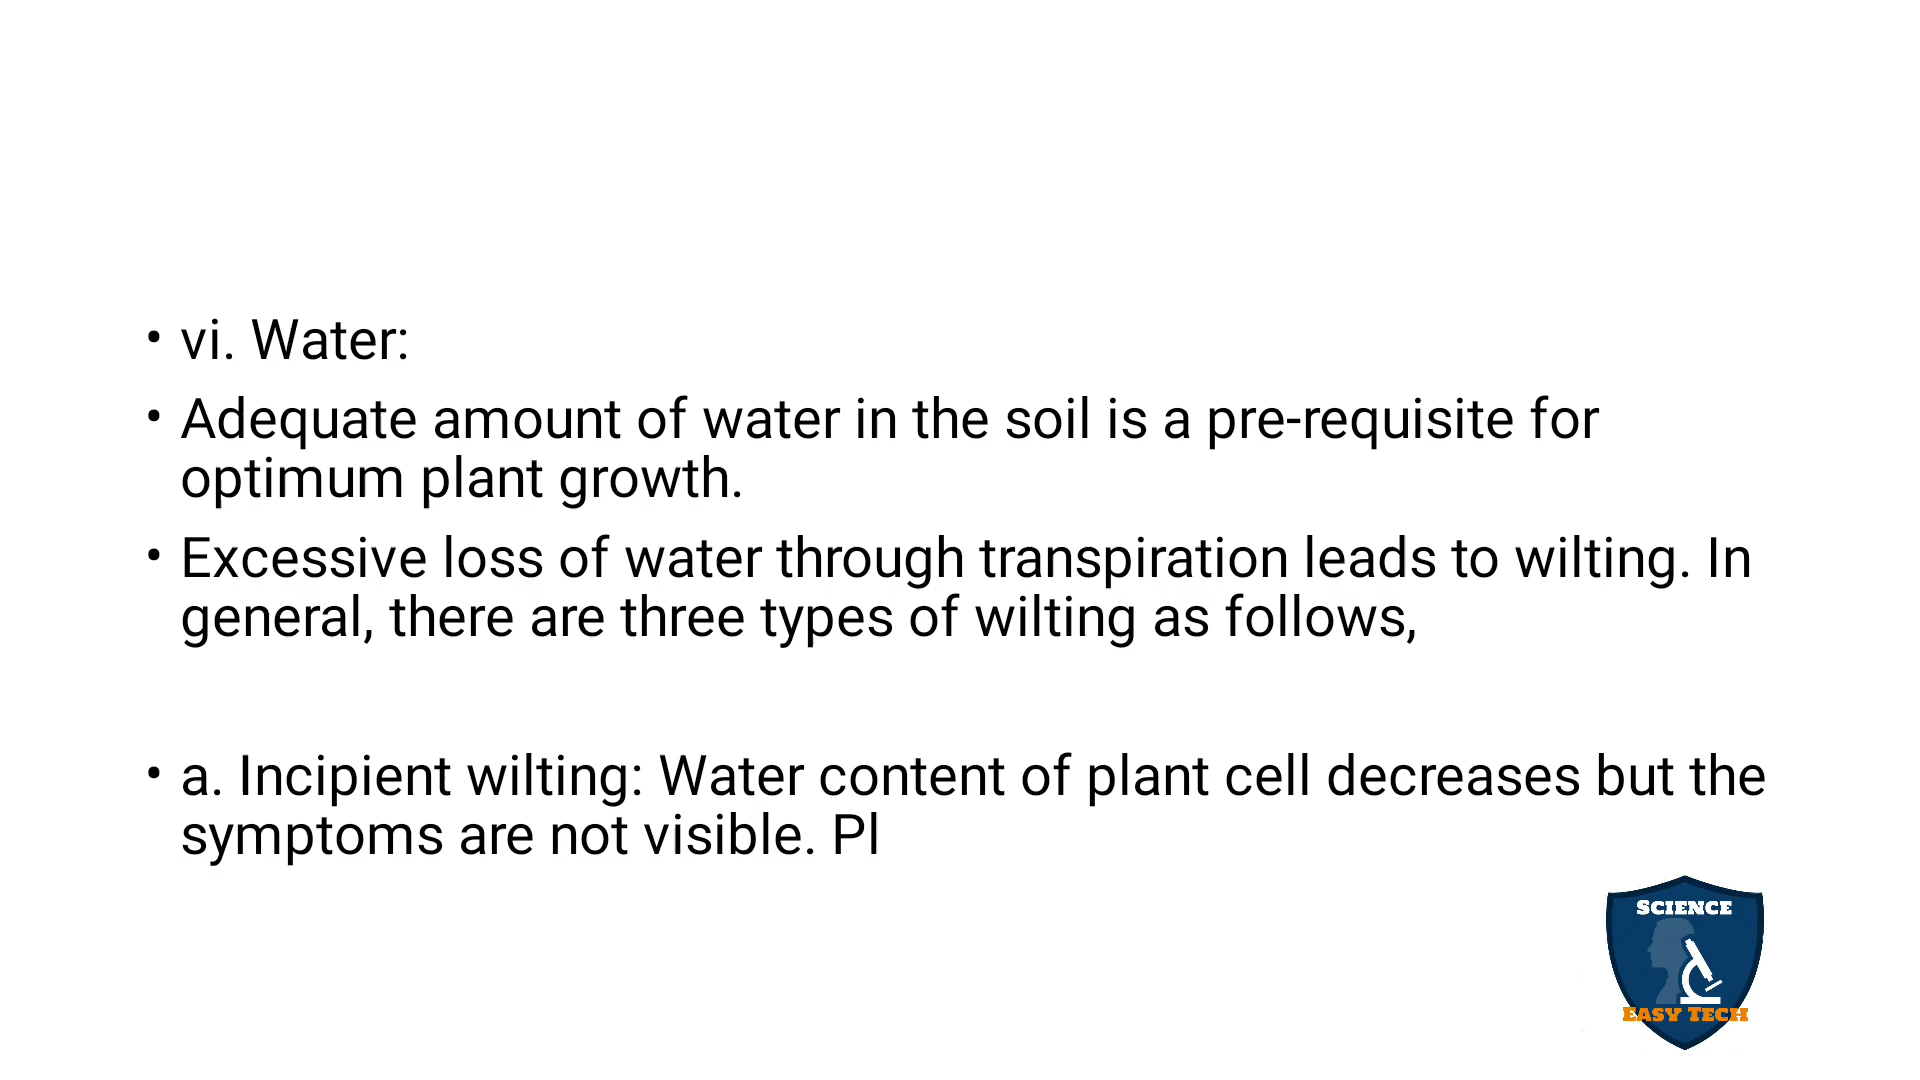 • vi. Water:
• Adequate amount of water in the soil is a pre-requisite for
optimum plant growth.
• Excessive loss of water through transpiration leads to wilting. In
general, there are three types of wilting as follows,
• a. Incipient wilting: Water content of plant cell decreases but the
symptoms are not visible. Pl
SCIENCE
EASY TECH